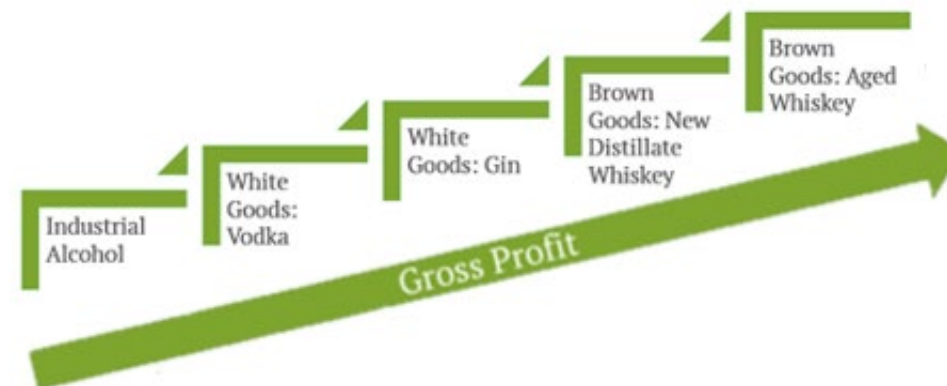 Industrial
Alcohol
White
Goods:
Vodka
White
Goods: Gin
Brown
Goods: New
Distillate
Whiskey
Brown
Goods: Aged
Whiskey
Gross Profit